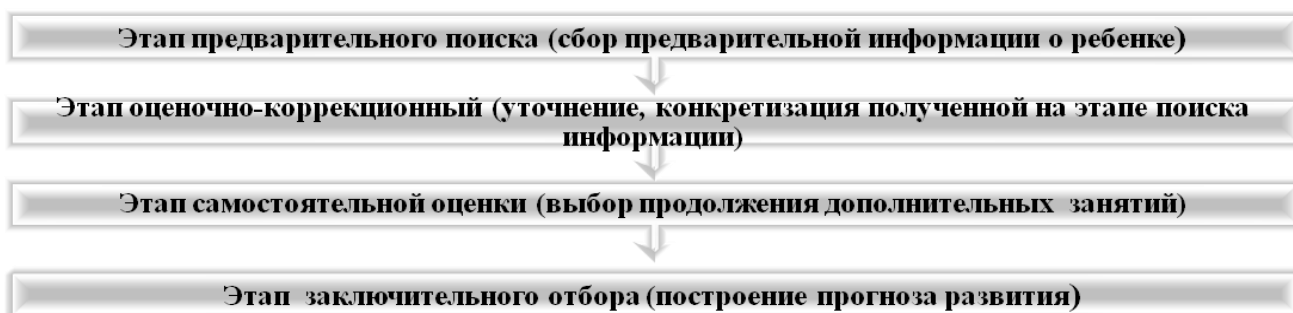 Этап предварительного поиска (сбор предварительной информации о ребенке)
Этап оценочно-коррекционный (уточнение, конкретизация полученной на этапе поиска
информации)
Этап самостоятельной оценки (выбор продолжения дополнительных занятий)
Этап заключительного отбора (построение прогноза развития)